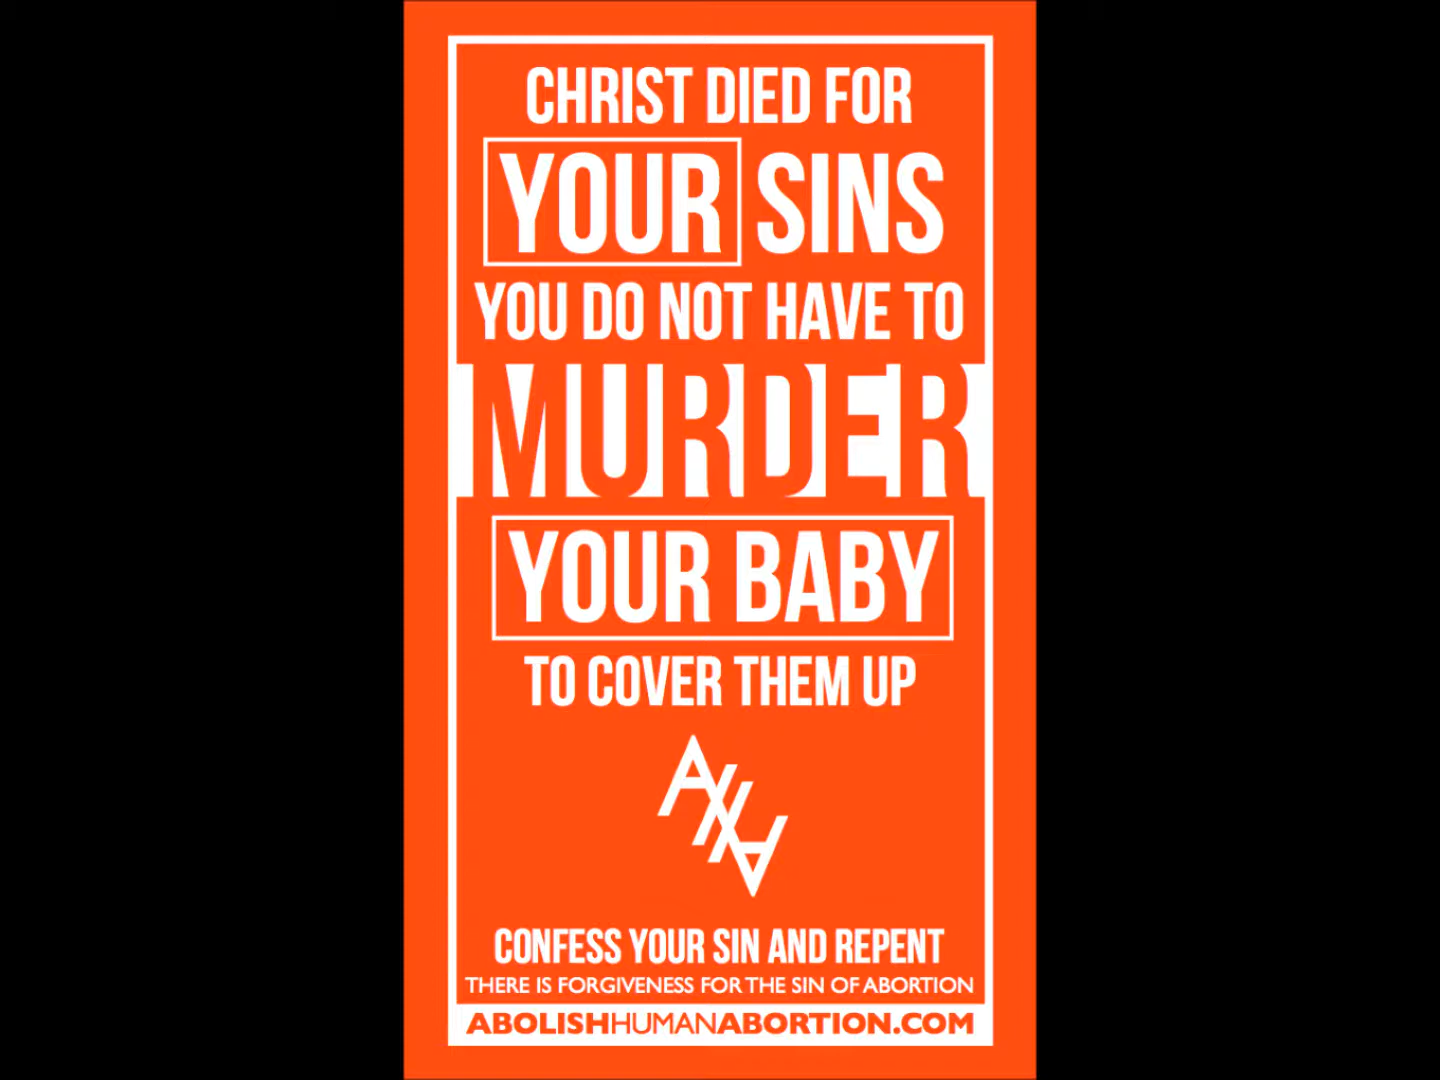 CHRIST DIED FOR
YOUR SINS
YOU DO NOT HAVE TO
MURDER
YOUR BABY
TO COVER THEM UP
AHA
CONFESS YOUR SIN AND REPENT
THERE IS FORGIVENESS FOR THE SIN OF ABORTION
ABOLISHHUMANABORTION.COM